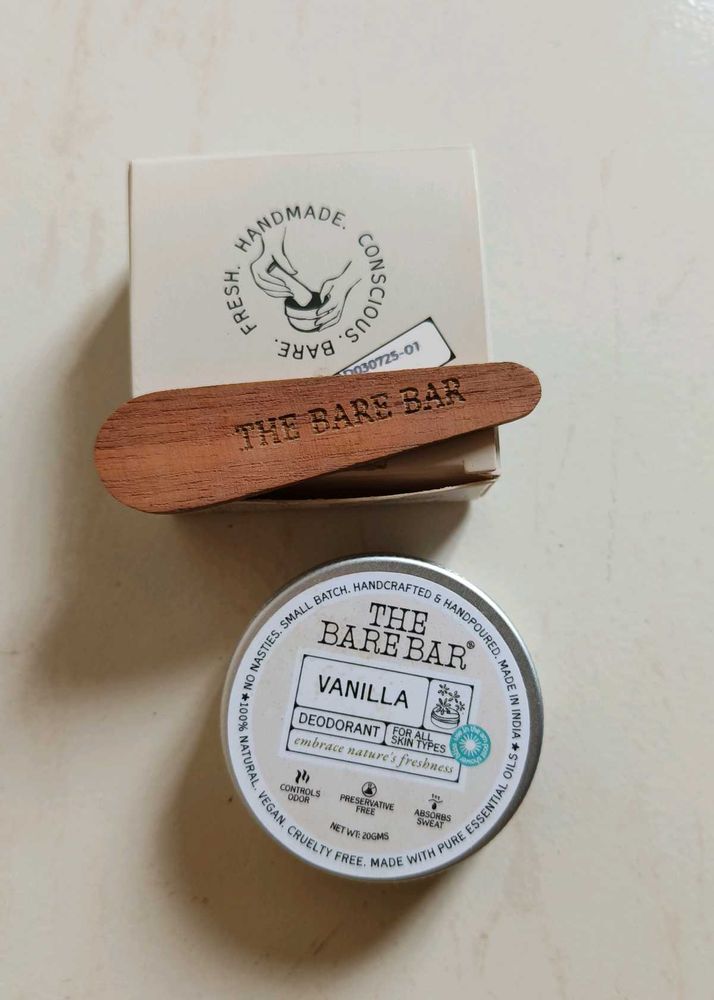 FRESH. HANDMADE. CONSCIOUS. BARE.
D030725-01
THE BARE BAR
NO NASTIES. SMALL BATCH. HANDCRAFTED & HANDPOURED. MADE IN INDIA ★
THE
BARE BAR®
VANILLA
DEODORANT
FOR ALL
SKIN TYPES
embrace nature's freshness
CONTROLS
ODOR
PRESERVATIVE
FREE
ABSORBS
SWEAT
NET WT: 20GMS
★ 100% NATURAL. VEGAN. CRUELTY FREE. MADE WITH PURE ESSENTIAL OILS